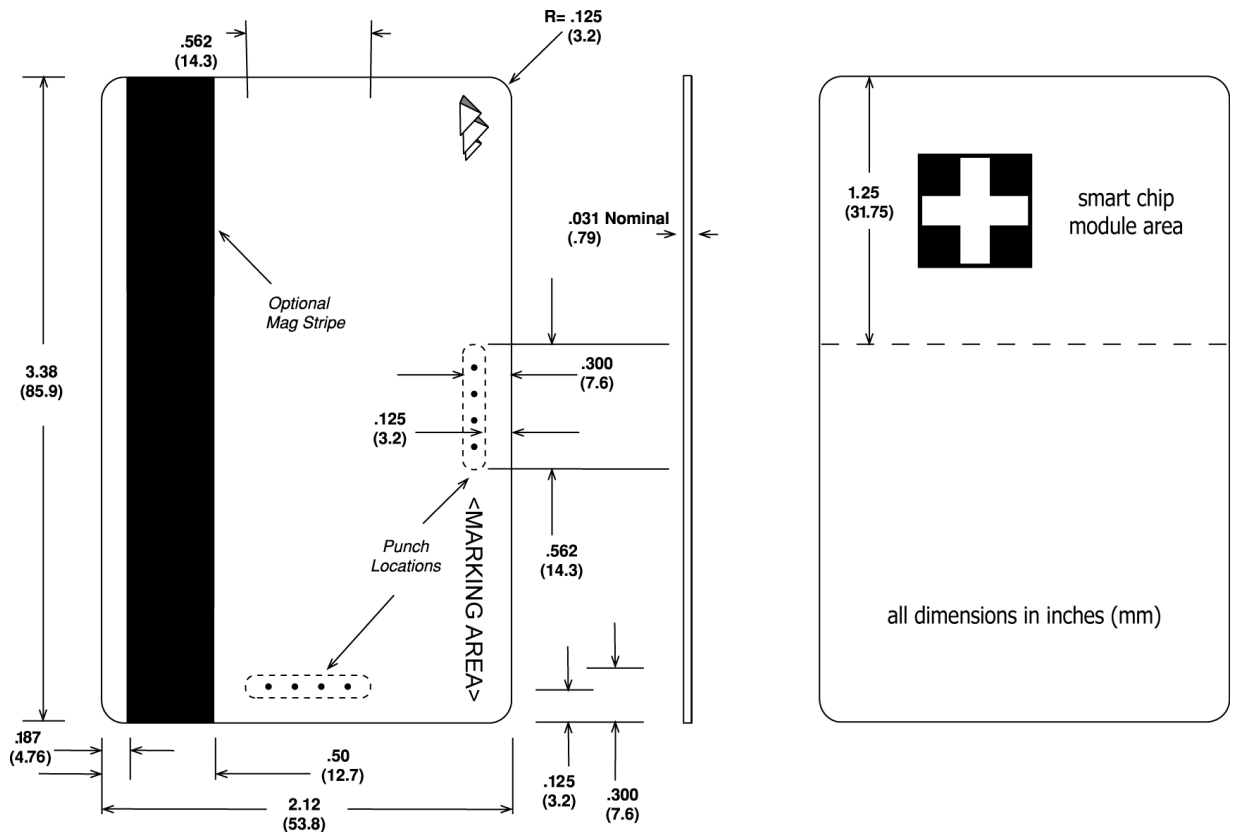 .562
(14.3)
R= .125
(3.2)
3.38
(85.9)
Optional
Mag Stripe
.031 Nominal
(.79)
.300
(7.6)
.125
(3.2)
Punch
Locations
.562
(14.3)
<MARKING AREA>
.187
(4.76)
.50
(12.7)
2.12
(53.8)
.125
(3.2)
.300
(7.6)
1.25
(31.75)
smart chip
module area
all dimensions in inches (mm)